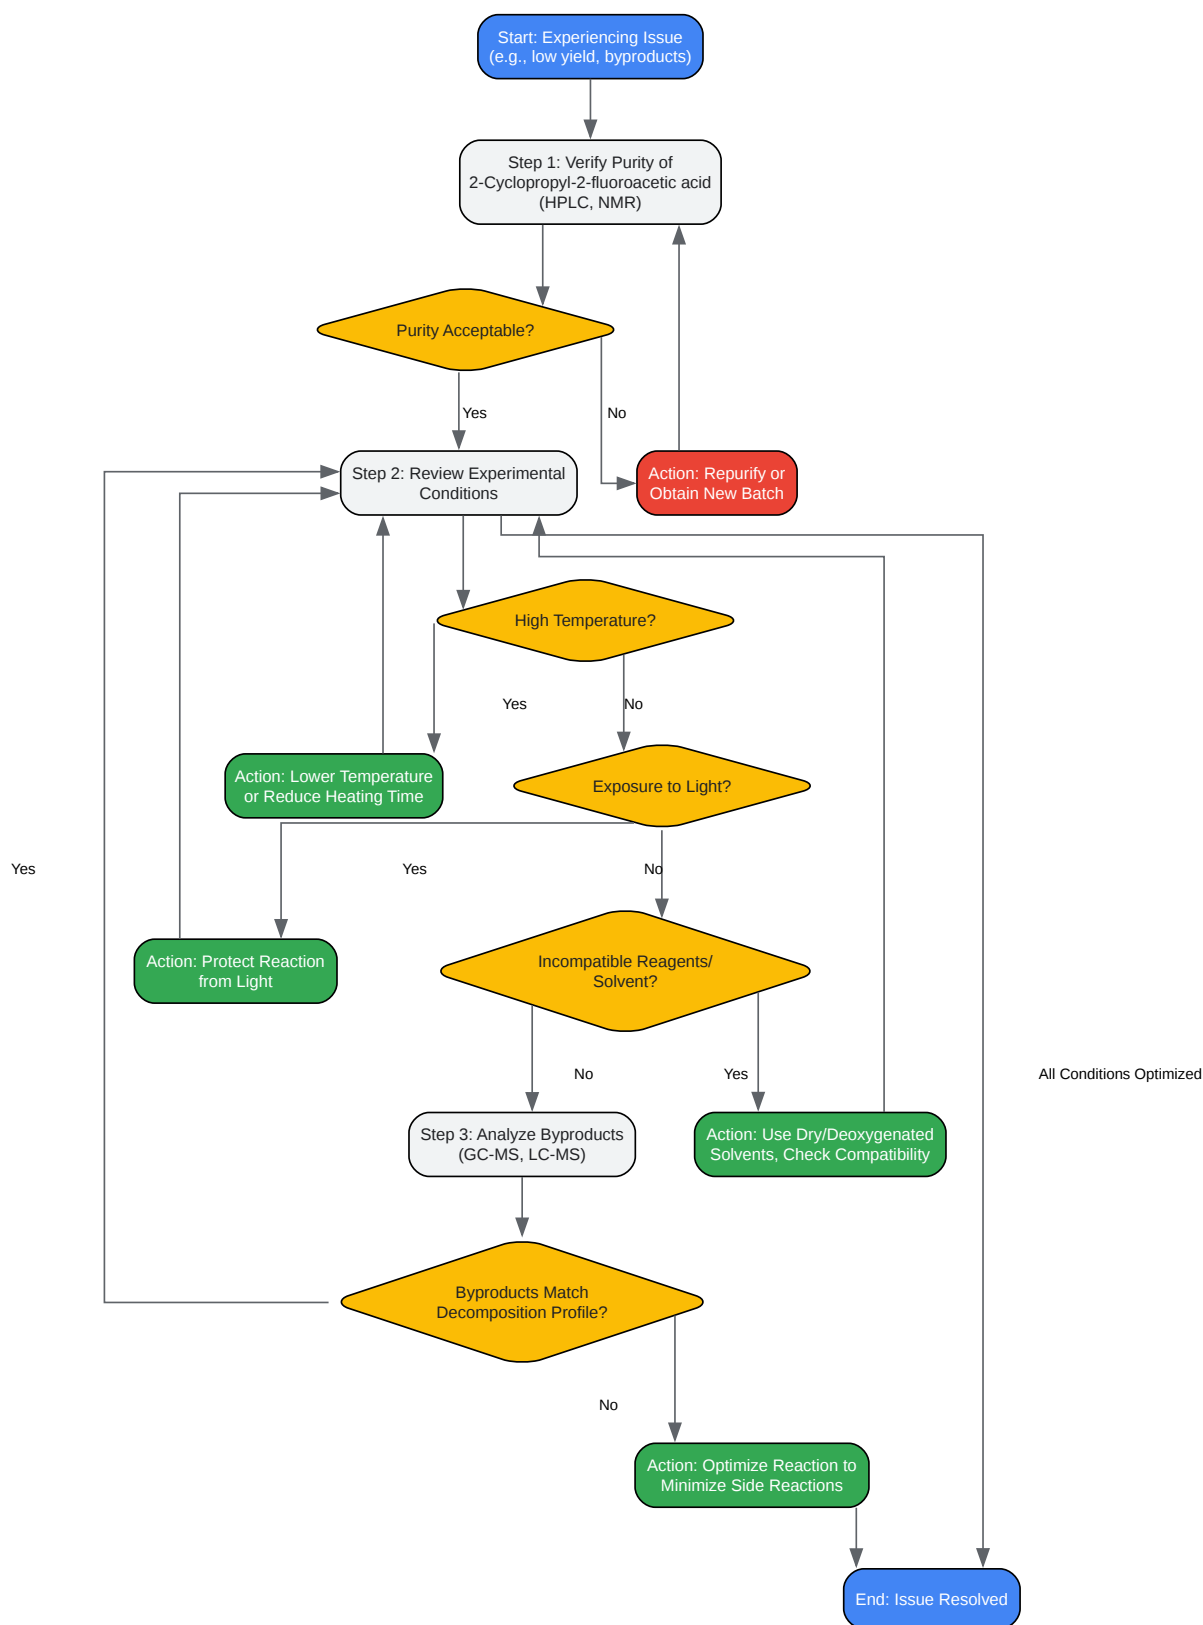 Start: Experiencing Issue
(e.g., low yield, byproducts)
Step 1: Verify Purity of
2-Cyclopropyl-2-fluoroacetic acid
(HPLC, NMR)
Purity Acceptable?
Yes
No
Step 2: Review Experimental
Conditions
Action: Repurify or
Obtain New Batch
High Temperature?
Yes
No
Action: Lower Temperature
or Reduce Heating Time
Exposure to Light?
Yes
Yes
No
Action: Protect Reaction
from Light
Incompatible Reagents/
Solvent?
No
Yes
All Conditions Optimized
Step 3: Analyze Byproducts
(GC-MS, LC-MS)
Action: Use Dry/Deoxygenated
Solvents, Check Compatibility
Byproducts Match
Decomposition Profile?
No
Action: Optimize Reaction to
Minimize Side Reactions
End: Issue Resolved